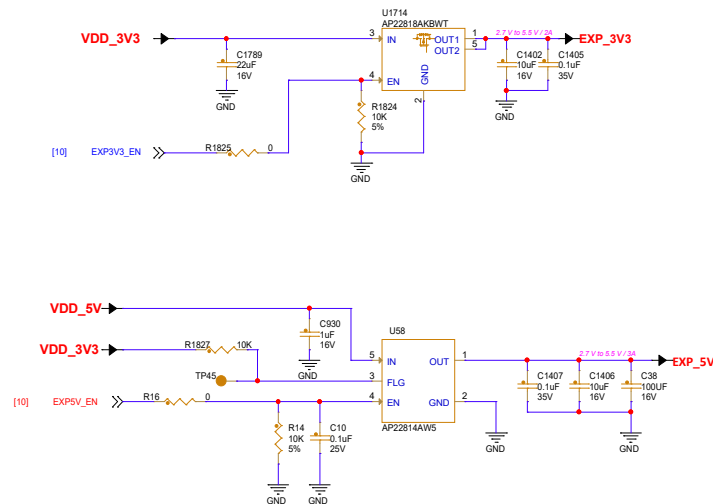 U1714
AP22818AKBWT
VDD_3V3
3
IN
OUT1
OUT2
1
5
2.7 V to 5.5 V / 2A
EXP_3V3
C1789
22uF
16V
GND
4
EN
GND
2
C1402
10uF
16V
C1405
0.1uF
35V
GND
R1824
10K
5%
[10]
EXP3V3_EN
R1825
0
GND
VDD_5V
C930
1uF
16V
GND
U58
VDD_3V3
R1827
10K
5
IN
OUT
1
2.7 V to 5.5 V / 3A
EXP_5V
TP45
3
FLG
C1407
0.1uF
35V
C1406
10uF
16V
C38
100UF
16V
[10]
EXP5V_EN
R16
0
4
EN
GND
2
AP22814AW5
R14
10K
5%
C10
0.1uF
25V
GND
GND
GND
GND